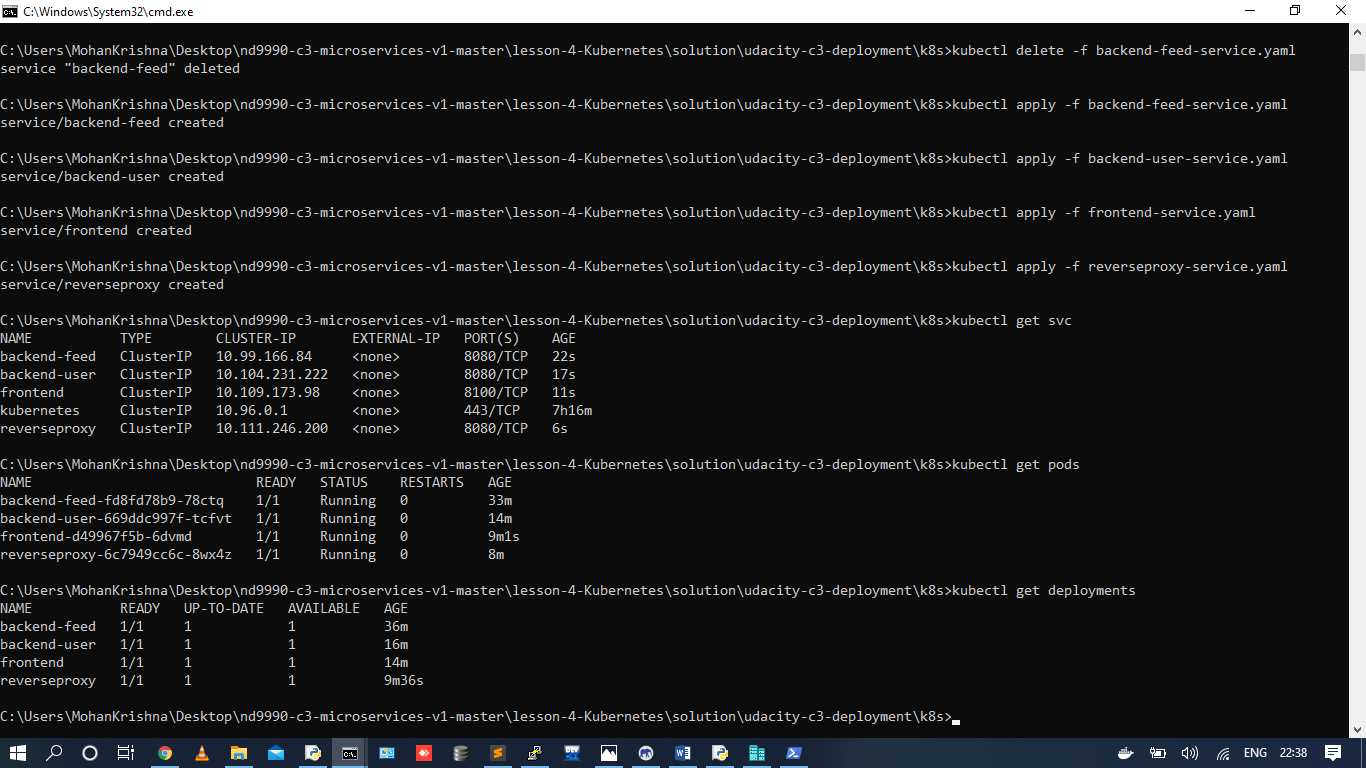 C:\Windows\System32\cmd.exe
C:\Users\MohanKrishna\Desktop\nd9990-c3-microservices-v1-master\lesson-4-Kubernetes\solution\udacity-c3-deployment\k8s>kubectl delete -f backend-feed-service.yaml
service "backend-feed" deleted
C:\Users\MohanKrishna\Desktop\nd9990-c3-microservices-v1-master\lesson-4-Kubernetes\solution\udacity-c3-deployment\k8s>kubectl apply -f backend-feed-service.yaml
service/backend-feed created
C:\Users\MohanKrishna\Desktop\nd9990-c3-microservices-v1-master\lesson-4-Kubernetes\solution\udacity-c3-deployment\k8s>kubectl apply -f backend-user-service.yaml
service/backend-user created
C:\Users\MohanKrishna\Desktop\nd9990-c3-microservices-v1-master\lesson-4-Kubernetes\solution\udacity-c3-deployment\k8s>kubectl apply -f frontend-service.yaml
service/frontend created
C:\Users\MohanKrishna\Desktop\nd9990-c3-microservices-v1-master\lesson-4-Kubernetes\solution\udacity-c3-deployment\k8s>kubectl apply -f reverseproxy-service.yaml
service/reverseproxy created
C:\Users\MohanKrishna\Desktop\nd9990-c3-microservices-v1-master\lesson-4-Kubernetes\solution\udacity-c3-deployment\k8s>kubectl get svc
NAME TYPE CLUSTER-IP EXTERNAL-IP PORT(S) AGE
backend-feed ClusterIP 10.99.166.84 <none> 8080/TCP 22s
backend-user ClusterIP 10.104.231.222 <none> 8080/TCP 17s
frontend ClusterIP 10.109.173.98 <none> 8100/TCP 11s
kubernetes ClusterIP 10.96.0.1 <none> 443/TCP 7h16m
reverseproxy ClusterIP 10.111.246.200 <none> 8080/TCP 6s
C:\Users\MohanKrishna\Desktop\nd9990-c3-microservices-v1-master\lesson-4-Kubernetes\solution\udacity-c3-deployment\k8s>kubectl get pods
NAME READY STATUS RESTARTS AGE
backend-feed-fd8fd78b9-78ctq 1/1 Running 0 33m
backend-user-669ddc997f-tcfvt 1/1 Running 0 14m
frontend-d49967f5b-6dvmd 1/1 Running 0 9m1s
reverseproxy-6c7949cc6c-8wx4z 1/1 Running 0 8m
C:\Users\MohanKrishna\Desktop\nd9990-c3-microservices-v1-master\lesson-4-Kubernetes\solution\udacity-c3-deployment\k8s>kubectl get deployments
NAME READY UP-TO-DATE AVAILABLE AGE
backend-feed 1/1 1 1 36m
backend-user 1/1 1 1 16m
frontend 1/1 1 1 14m
reverseproxy 1/1 1 1 9m36s
C:\Users\MohanKrishna\Desktop\nd9990-c3-microservices-v1-master\lesson-4-Kubernetes\solution\udacity-c3-deployment\k8s>
ENG 22:38